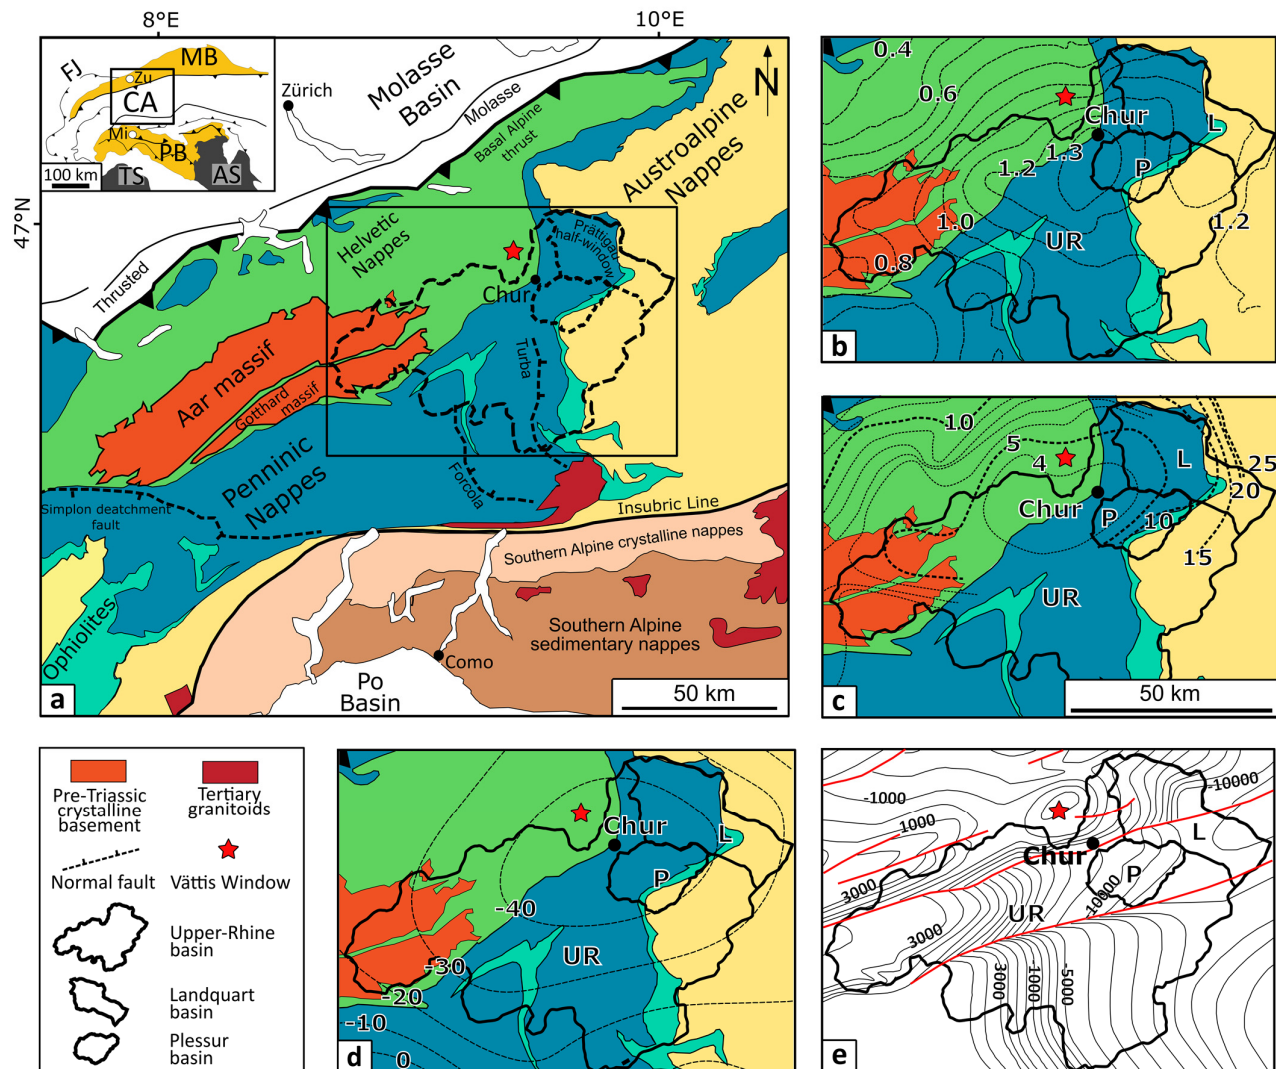 8°E
10°E
47°N
FJ
MB
Zu
CA
Mi
PB
TS
AS
100 km
Zürich
Molasse
Basin
Molasse
Thrusted
Basal Alpine
thrust
N
Austroalpine
Nappes
Helvetic
Nappes
Prättigau
half-window
Chur
Turba
Aar massif
Gotthard
massif
Penninic
Nappes
Forcola
Simplon deatchment
fault
Insubric Line
Southern Alpine crystalline nappes
Ophiolites
Southern Alpine
sedimentary nappes
Como
Po
Basin
50 km
a
0.4
0.6
Chur
L
1.3
1.2
P
1.0
UR
1.2
0.8
b
10
5
4
L
25
20
Chur
P
10
15
UR
50 km
c
Pre-Triassic
crystalline
basement
Tertiary
granitoids
Normal fault
Vättis Window
Upper-Rhine
basin
Landquart
basin
Plessur
basin
Chur
L
P
-40
UR
-30
-20
-10
0
d
-1000
-10000
1000
L
Chur
P
3000
-10000
UR
3000
3000
-1000
-5000
e